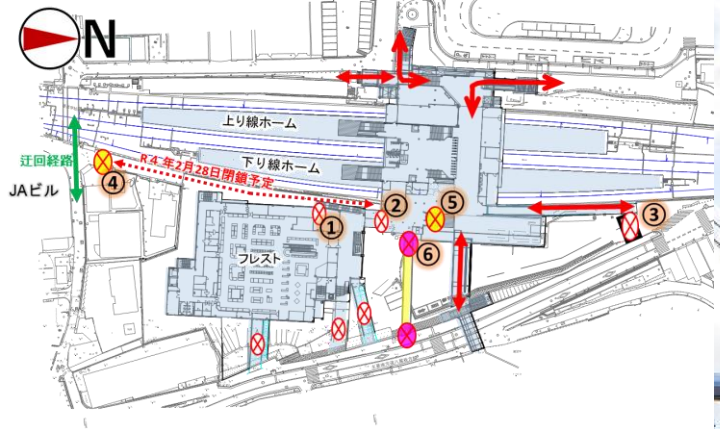 N
上り線ホーム
下り線ホーム
R4年2月28日閉鎖予定
迂回経路
JAビル
④
①
②
⑤
③
⑥
フレスト